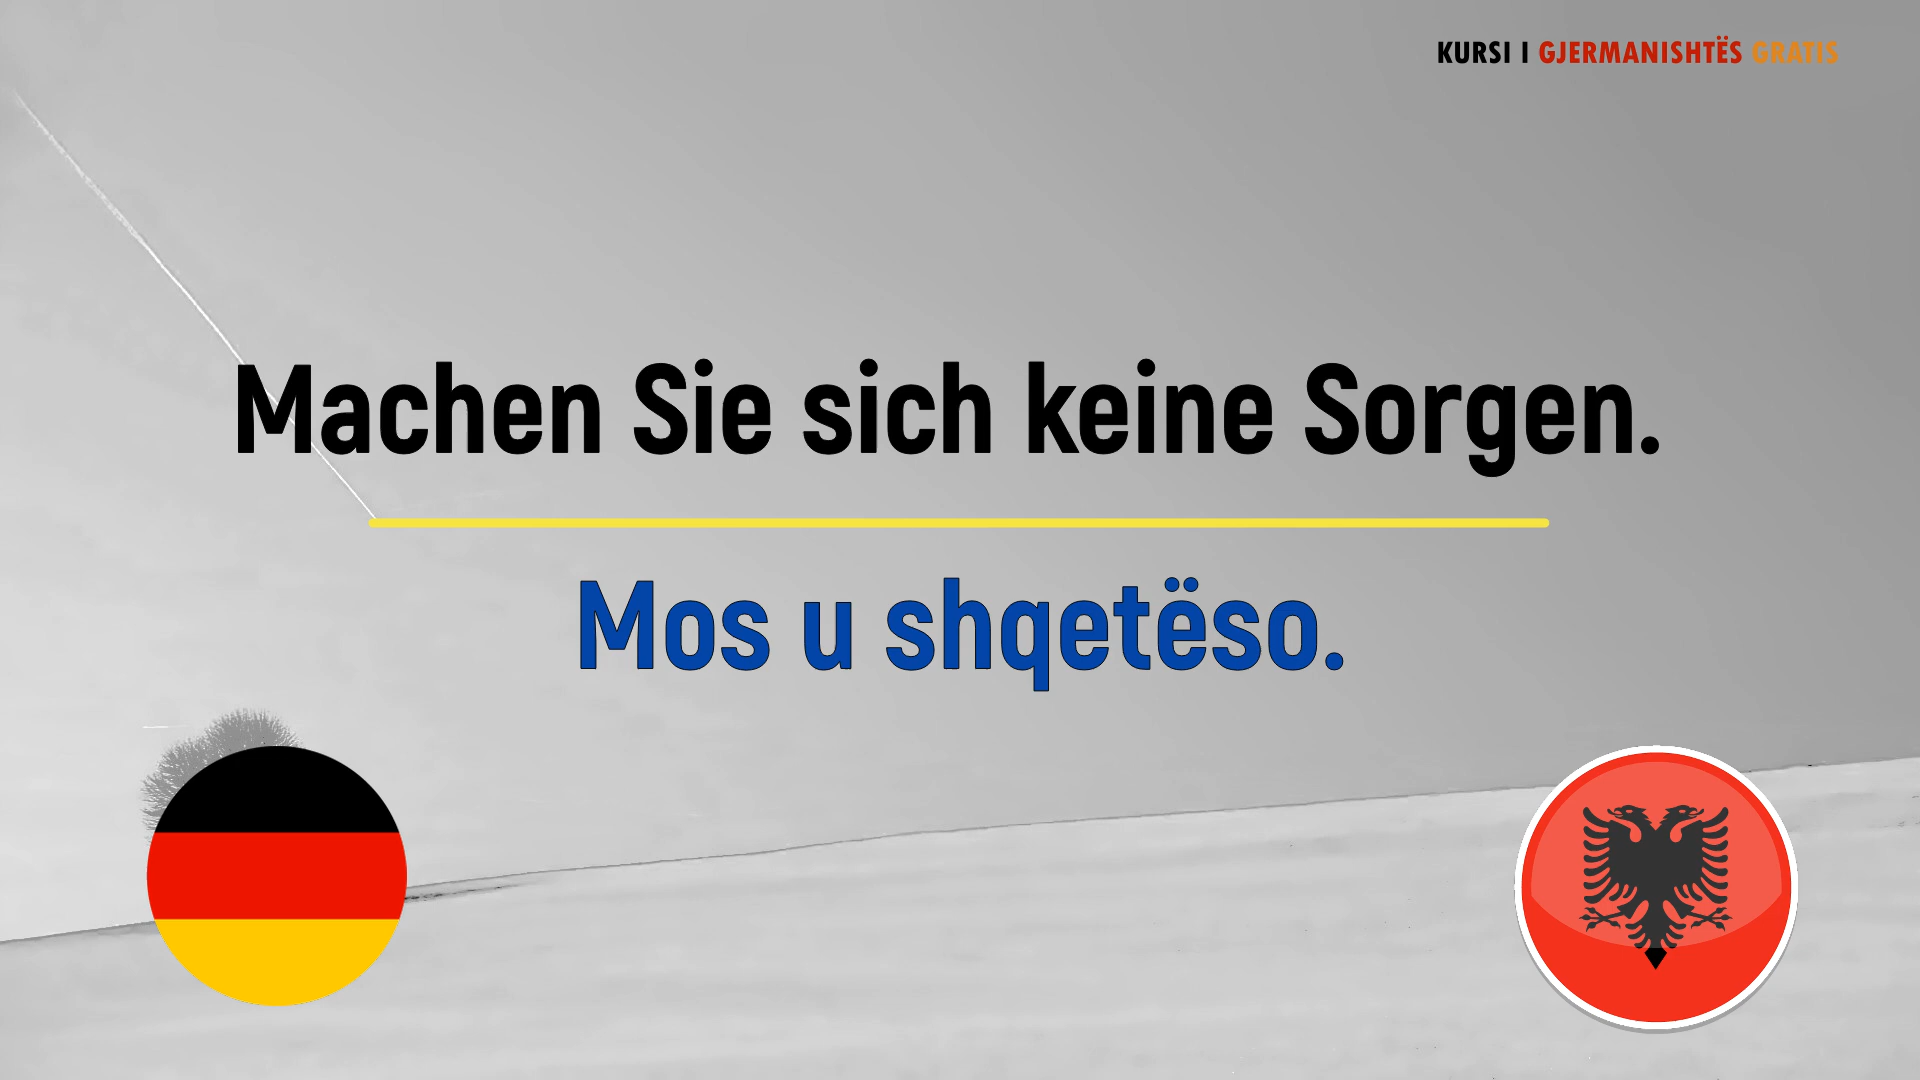 KURSI I GJERMANISHTËS GRATIS
Machen Sie sich keine Sorgen.
Mos u shqetëso.